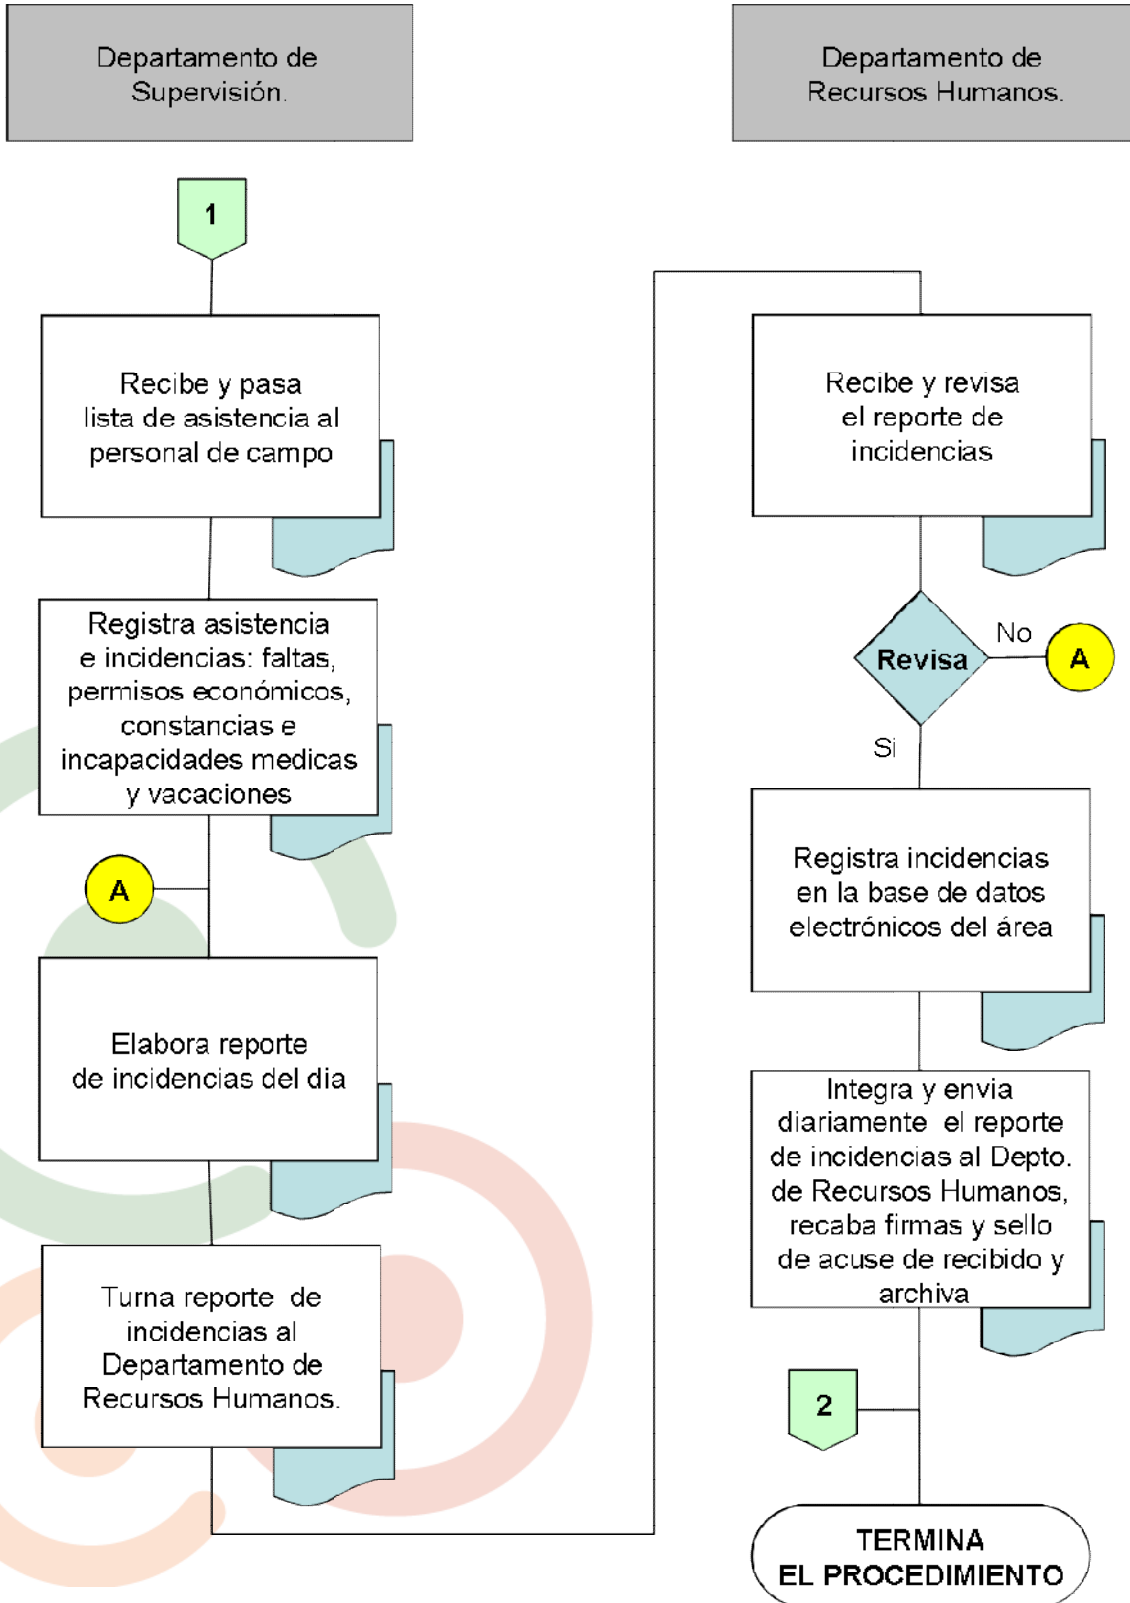 Departamento de
Supervisión.
1
Recibe y pasa
lista de asistencia al
personal de campo
Registra asistencia
e incidencias: faltas,
permisos económicos,
constancias e
incapacidades medicas
y vacaciones
A
Elabora reporte
de incidencias del dia
Turna reporte de
incidencias al
Departamento de
Recursos Humanos.
Departamento de
Recursos Humanos.
Recibe y revisa
el reporte de
incidencias
Revisa
No
A
Si
Registra incidencias
en la base de datos
electrónicos del área
Integra y envia
diariamente el reporte
de incidencias al Depto.
de Recursos Humanos,
recaba firmas y sello
de acuse de recibido y
archiva
2
TERMINA
EL PROCEDIMIENTO